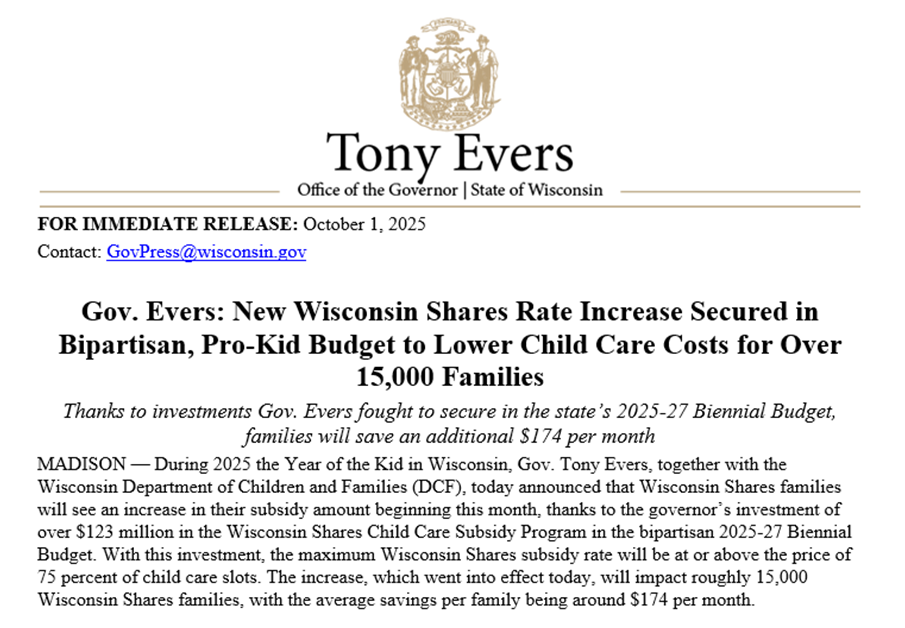 Tony Evers
Office of the Governor | State of Wisconsin
FOR IMMEDIATE RELEASE: October 1, 2025
Contact: GovPress@wisconsin.gov
Gov. Evers: New Wisconsin Shares Rate Increase Secured in
Bipartisan, Pro-Kid Budget to Lower Child Care Costs for Over
15,000 Families
Thanks to investments Gov. Evers fought to secure in the state’s 2025-27 Biennial Budget,
families will save an additional $174 per month
MADISON — During 2025 the Year of the Kid in Wisconsin, Gov. Tony Evers, together with the
Wisconsin Department of Children and Families (DCF), today announced that Wisconsin Shares families
will see an increase in their subsidy amount beginning this month, thanks to the governor’s investment of
over $123 million in the Wisconsin Shares Child Care Subsidy Program in the bipartisan 2025-27 Biennial
Budget. With this investment, the maximum Wisconsin Shares subsidy rate will be at or above the price of
75 percent of child care slots. The increase, which went into effect today, will impact roughly 15,000
Wisconsin Shares families, with the average savings per family being around $174 per month.